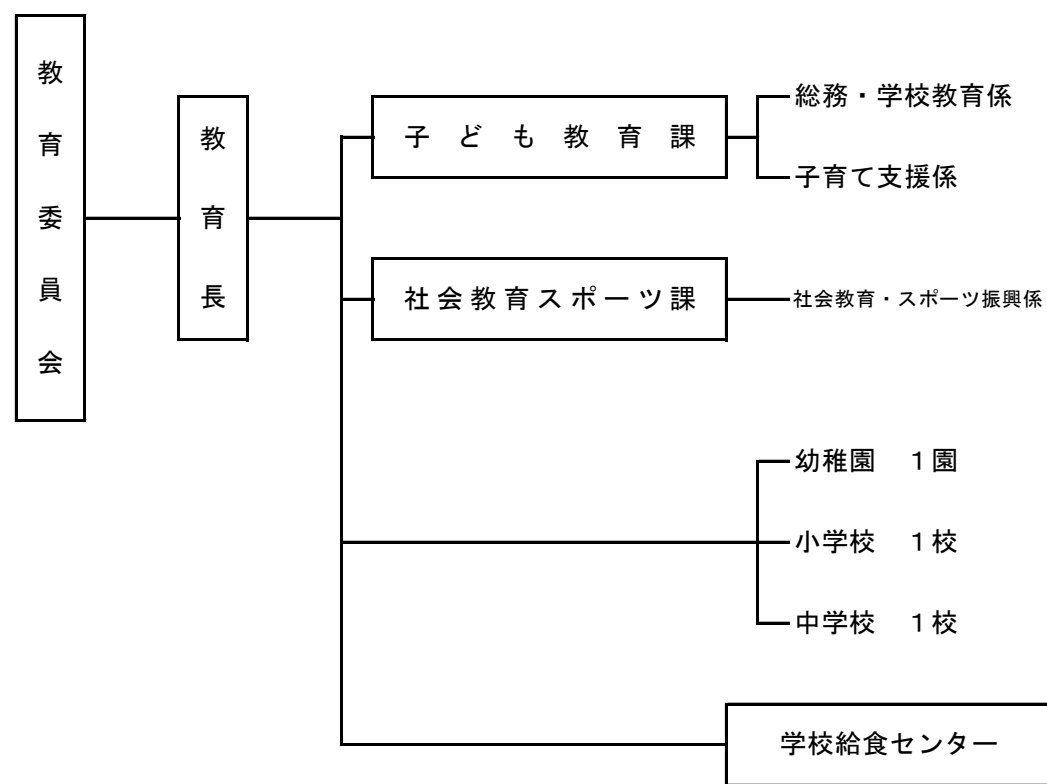 教育委員会
教育長
子ども教育課
総務・学校教育係
子育て支援係
社会教育スポーツ課
社会教育・スポーツ振興係
幼稚園　１園
小学校　１校
中学校　１校
学校給食センター